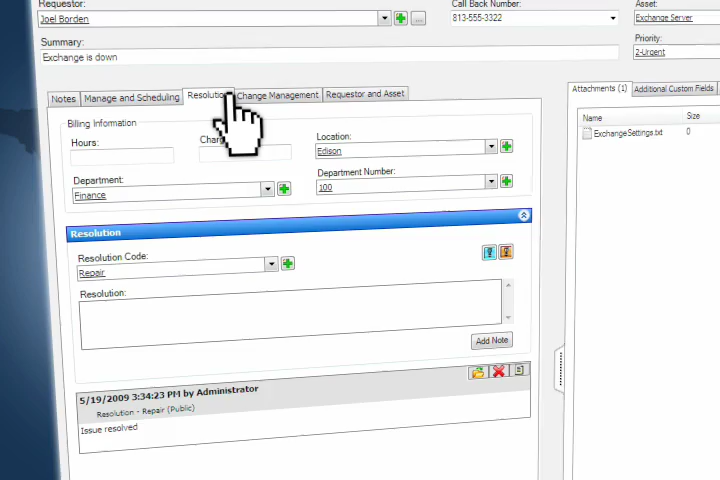 Requestor:
Joel Borden
Call Back Number:
813-555-3322
Asset:
Exchange Server
Summary:
Exchange is down
Priority:
2-Urgent
Notes
Manage and Scheduling
Resolution
Change Management
Requestor and Asset
Attachments (1)
Additional Custom Fields
Billing Information
Hours:
Location:
Edison
Department:
Finance
Department Number:
100
Name
Size
ExchangeSettings.txt
0
Resolution
Resolution Code:
Repair
Resolution:
Add Note
5/19/2009 3:34:23 PM by Administrator
Resolution - Repair (Public)
Issue resolved